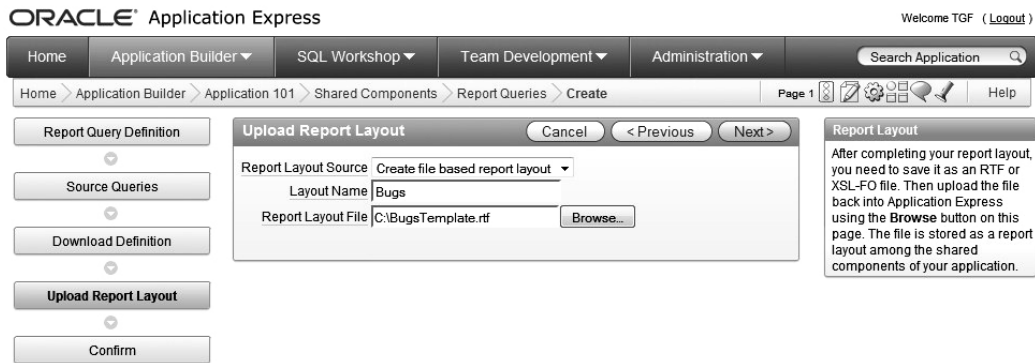 ORACLE® Application Express
Welcome TGF ( Logout )
Home Application Builder SQL Workshop Team Development Administration Search Application
Home Application Builder Application 101 Shared Components Report Queries Create Page 1 Help
Report Query Definition
Source Queries
Download Definition
Upload Report Layout
Confirm
Upload Report Layout Cancel < Previous Next >
Report Layout Source Create file based report layout
Layout Name Bugs
Report Layout File C:\BugsTemplate.rtf Browse...
Report Layout
After completing your report layout,
you need to save it as an RTF or
XSL-FO file. Then upload the file
back into Application Express
using the Browse button on this
page. The file is stored as a report
layout among the shared
components of your application.